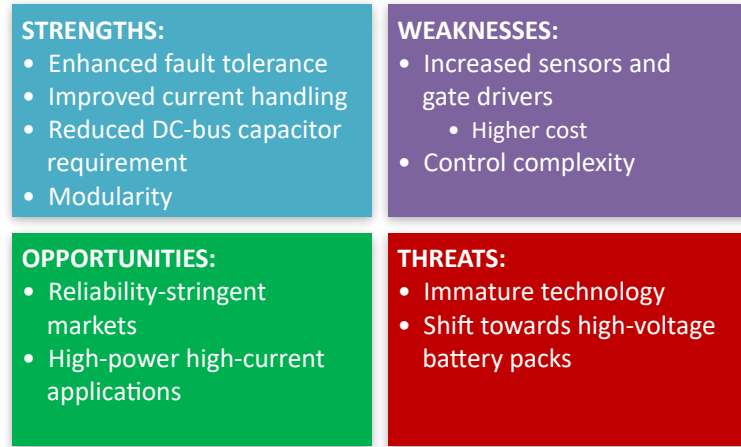 STRENGTHS:
• Enhanced fault tolerance
• Improved current handling
• Reduced DC-bus capacitor
requirement
• Modularity
WEAKNESSES:
• Increased sensors and
gate drivers
• Higher cost
• Control complexity
OPPORTUNITIES:
• Reliability-stringent
markets
• High-power high-current
applications
THREATS:
• Immature technology
• Shift towards high-voltage
battery packs